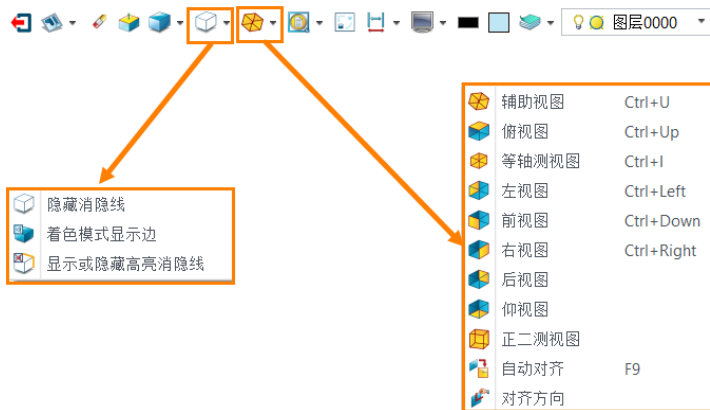 图层0000
隐藏消隐线
着色模式显示边
显示或隐藏高亮消隐线
辅助视图 Ctrl+U
俯视图 Ctrl+Up
等轴测视图 Ctrl+I
左视图 Ctrl+Left
前视图 Ctrl+Down
右视图 Ctrl+Right
后视图
仰视图
正二测视图
自动对齐 F9
对齐方向